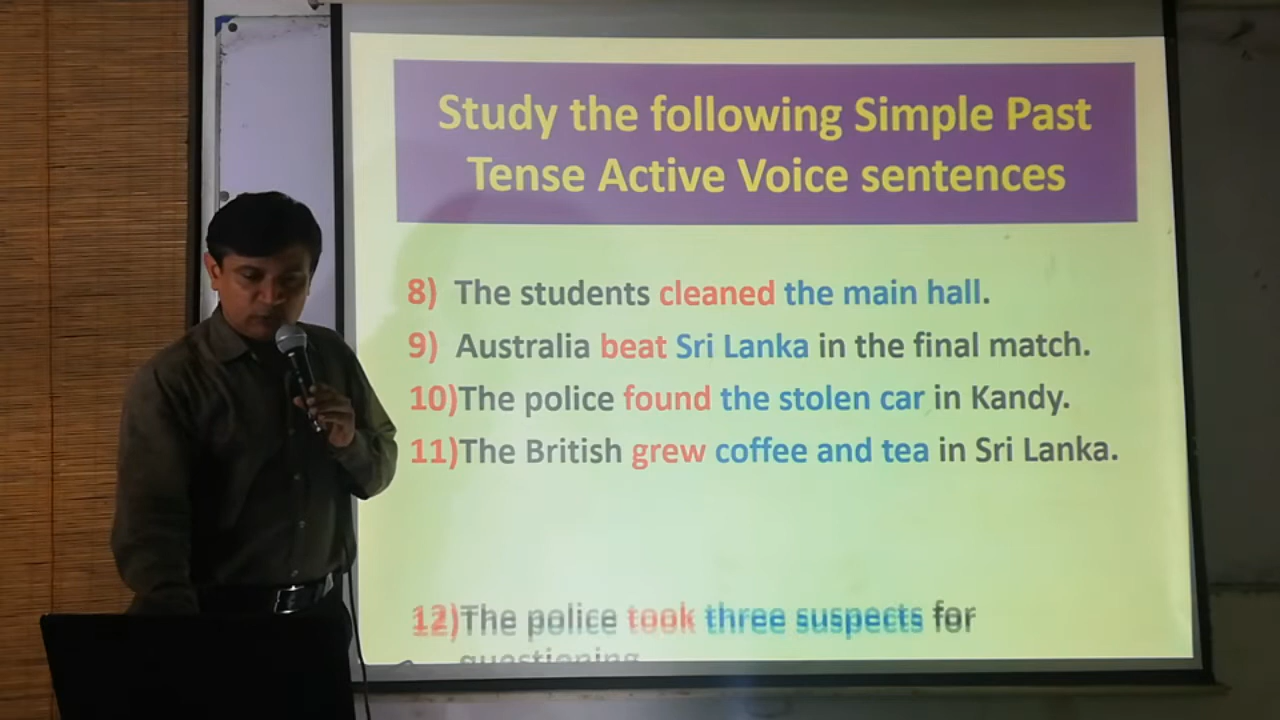 Study the following Simple Past
Tense Active Voice sentences
8) The students cleaned the main hall.
9) Australia beat Sri Lanka in the final match.
10)The police found the stolen car in Kandy.
11)The British grew coffee and tea in Sri Lanka.
12)The police took three suspects for
questioning